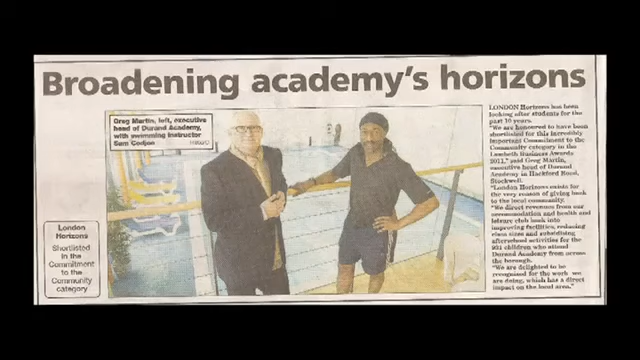 Broadening academy's horizons
Greg Martin, left, executive
head of Durand Academy,
with swimming instructor
Sam Codjoe
London
Horizons
Shortlisted
in the
Commitment
to the
Community
category
LONDON Horizons has been
looking after students for the
past 10 years.
"We are honoured to have been
shortlisted for this incredibly
important Commitment to the
Community category in the
Lambeth Business Awards
2011," said Greg Martin,
executive head of Durand
Academy in Hackford Road,
Stockwell.
"London Horizons exists for
the very reason of giving back
to the local community.
"We direct revenues from our
accommodation and health and
leisure club back into
improving facilities, reducing
class sizes and subsidising
afterschool activities for the
931 children who attend
Durand Academy from across
the borough.
"We are delighted to be
recognised for the work we
are doing, which has a direct
impact on the local area."